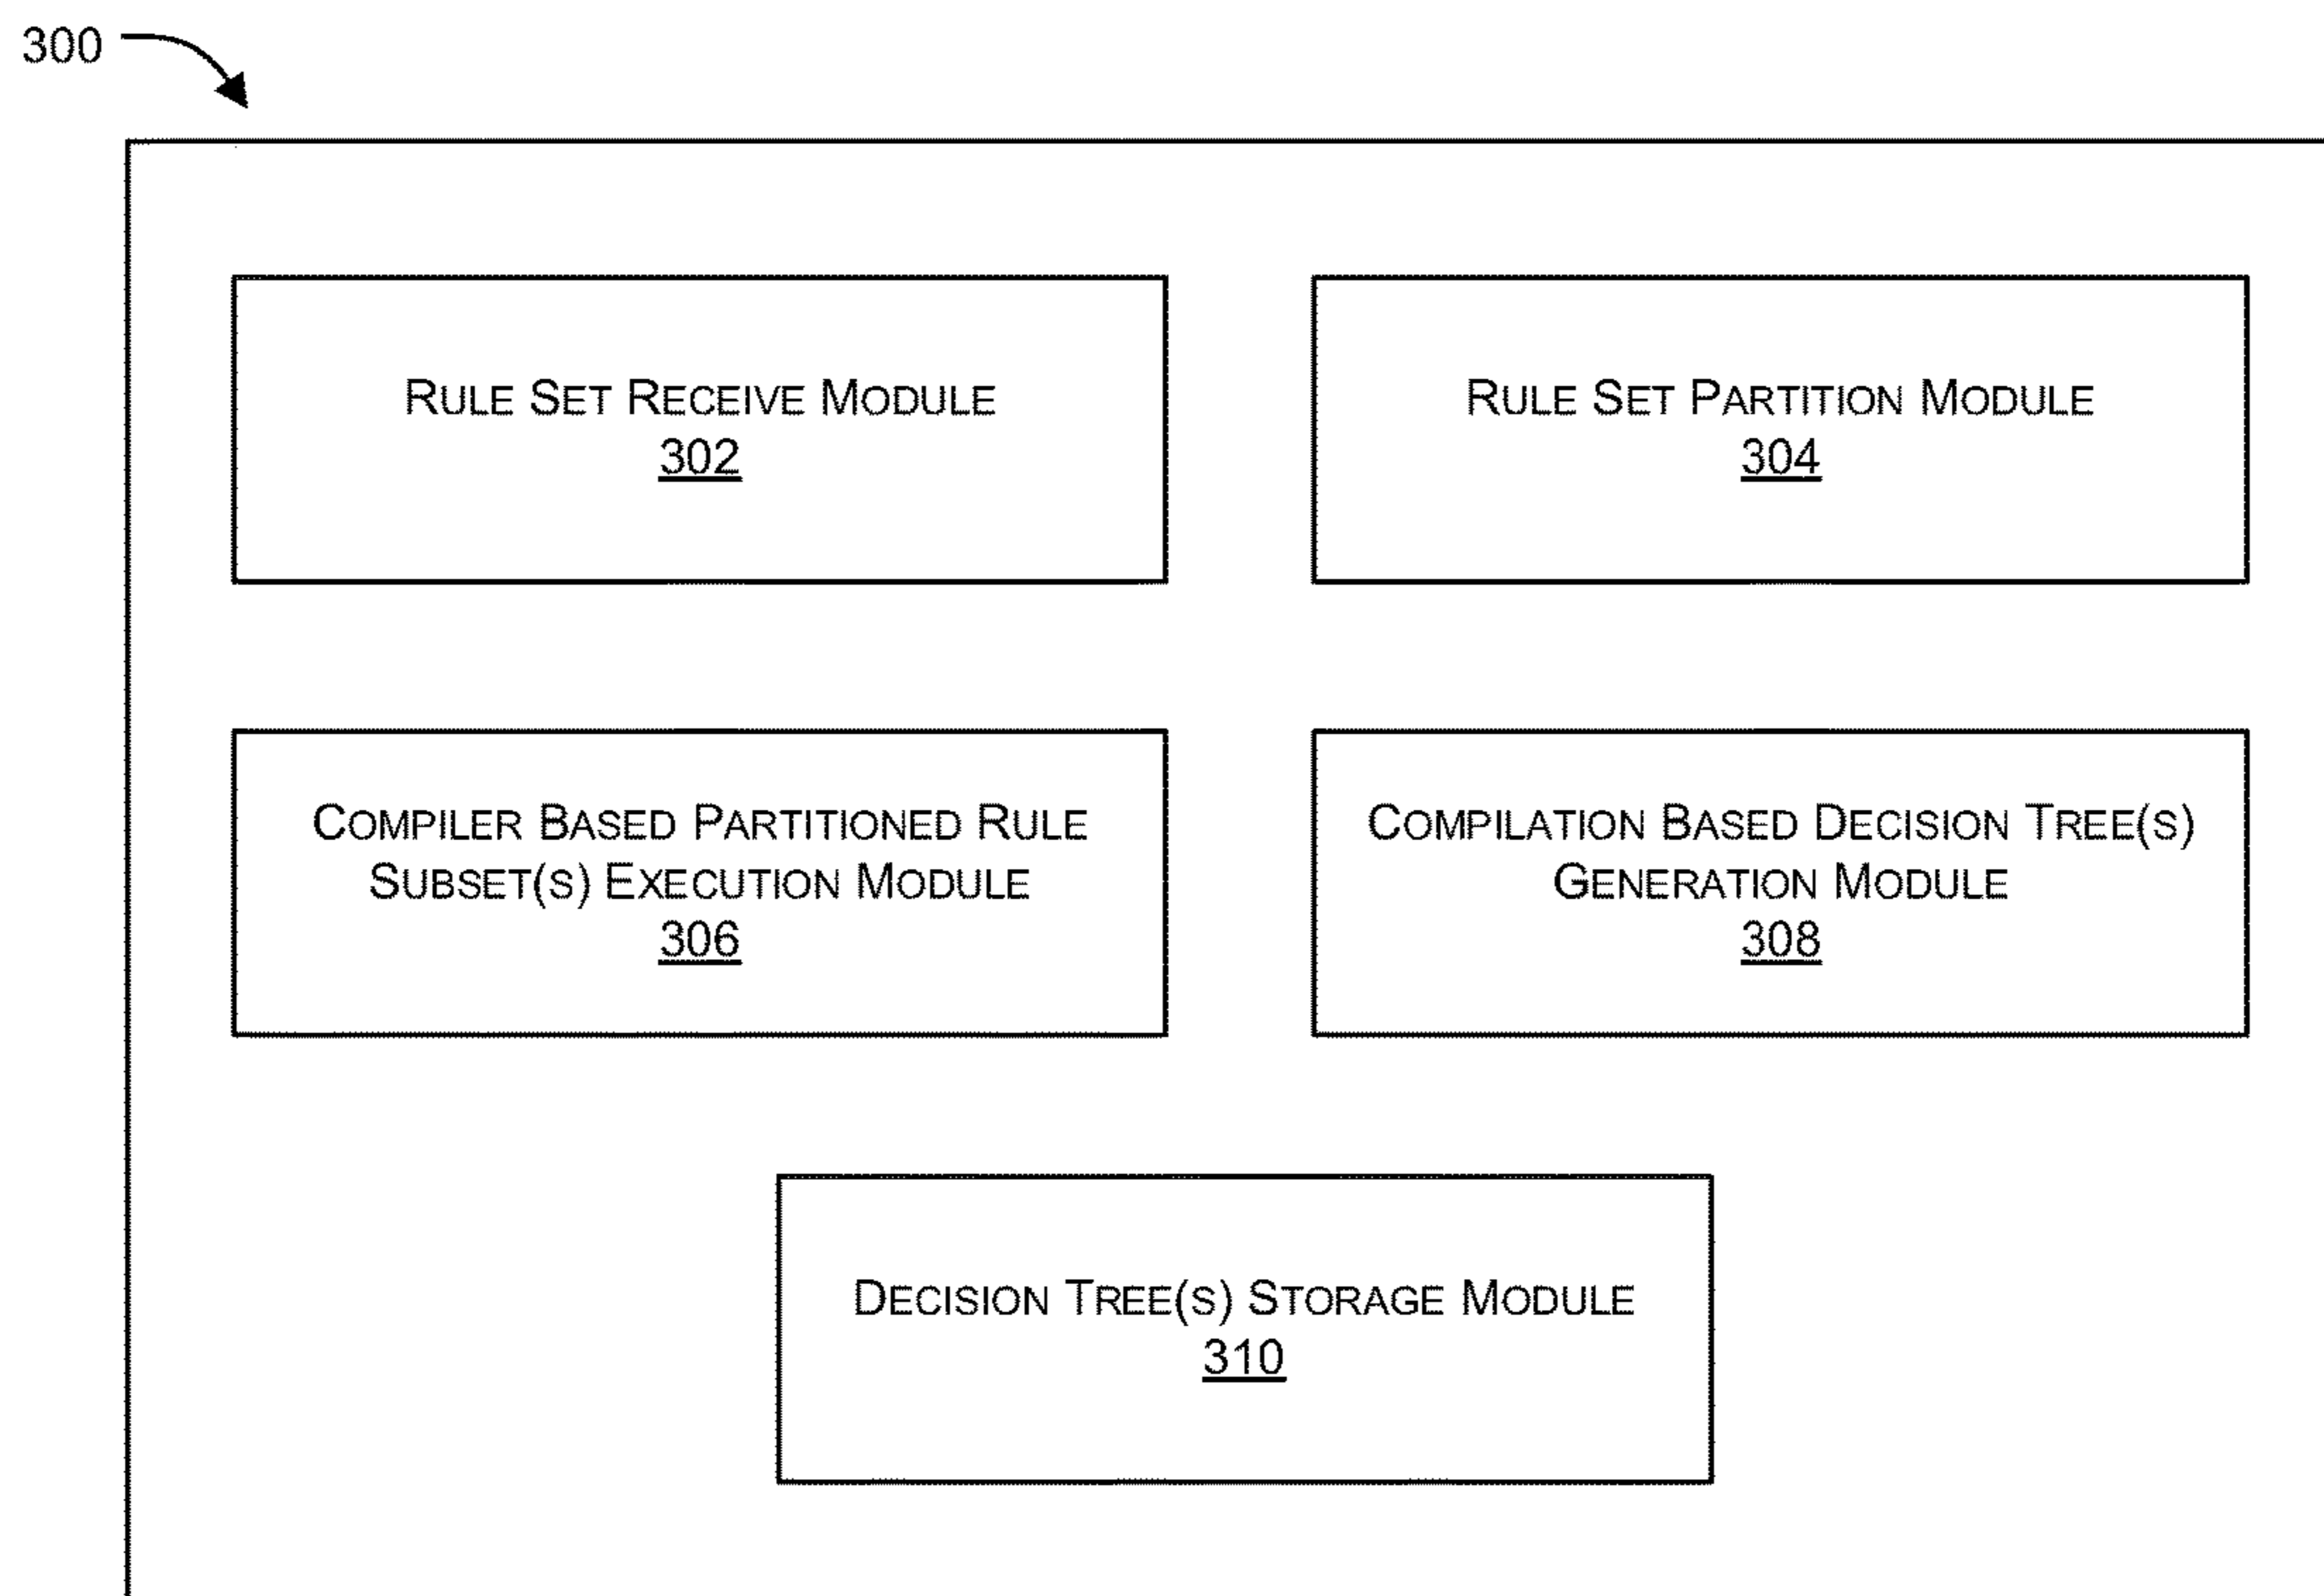 300
RULE SET RECEIVE MODULE
302
RULE SET PARTITION MODULE
304
COMPILER BASED PARTITIONED RULE
SUBSET(S) EXECUTION MODULE
306
COMPILATION BASED DECISION TREE(S)
GENERATION MODULE
308
DECISION TREE(S) STORAGE MODULE
310